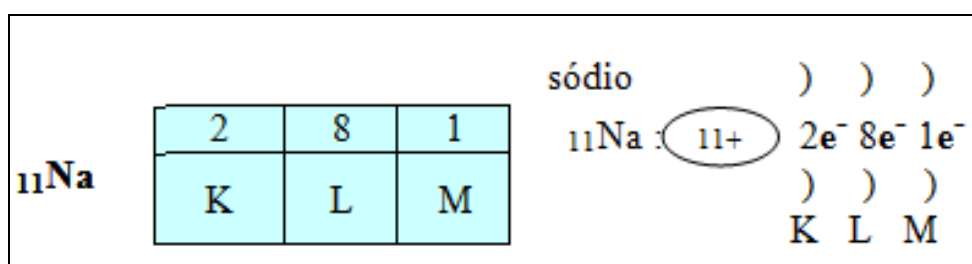 ₁₁Na
2 8 1
K L M
sódio ) ) )
₁₁Na : 11+ 2e⁻ 8e⁻ 1e⁻
) ) )
K L M